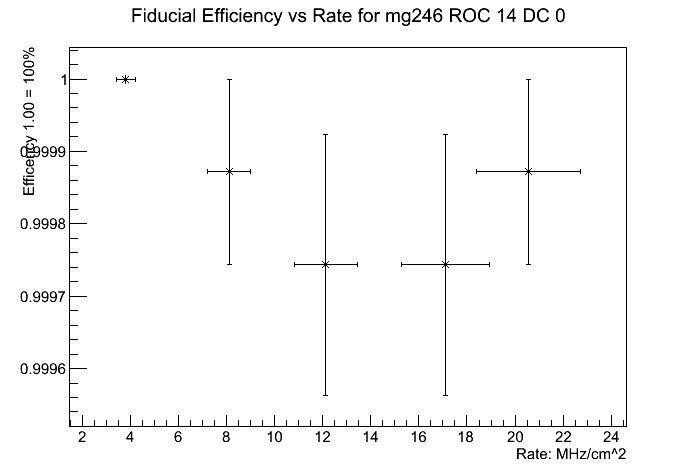 Fiducial Efficiency vs Rate for mg246 ROC 14 DC 0
Efficency 1.00 = 100%
1
0.9999
0.9998
0.9997
0.9996
2 4 6 8 10 12 14 16 18 20 22 24
Rate: MHz/cm^2